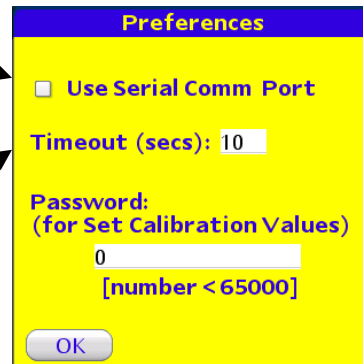 Preferences
Use Serial Comm Port
Timeout (secs): 10
Password:
(for Set Calibration Values)
0
[number < 65000]
OK